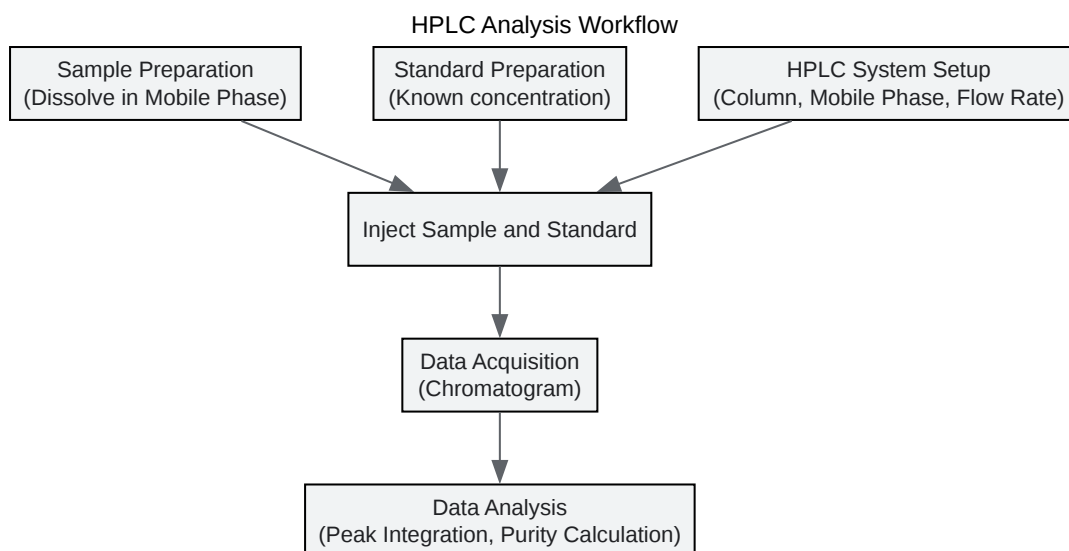 HPLC Analysis Workflow
Sample Preparation
(Dissolve in Mobile Phase)
Standard Preparation
(Known concentration)
HPLC System Setup
(Column, Mobile Phase, Flow Rate)
Inject Sample and Standard
Data Acquisition
(Chromatogram)
Data Analysis
(Peak Integration, Purity Calculation)